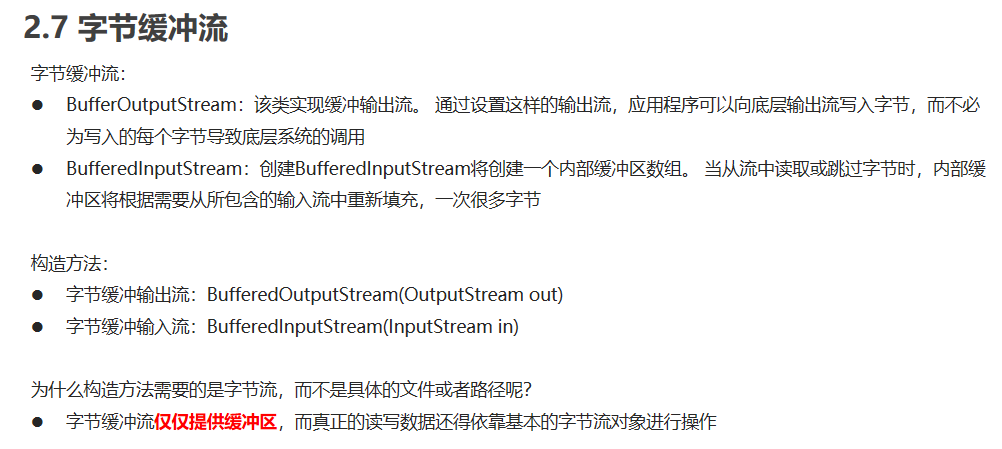 2.7 字节缓冲流
字节缓冲流：
● BufferOutputStream：该类实现缓冲输出流。 通过设置这样的输出流，应用程序可以向底层输出流写入字节，而不必
为写入的每个字节导致底层系统的调用
● BufferedInputStream：创建BufferedInputStream将创建一个内部缓冲区数组。 当从流中读取或跳过字节时，内部缓
冲区将根据需要从所包含的输入流中重新填充，一次很多字节
构造方法：
● 字节缓冲输出流：BufferedOutputStream(OutputStream out)
● 字节缓冲输入流：BufferedInputStream(InputStream in)
为什么构造方法需要的是字节流，而不是具体的文件或者路径呢？
● 字节缓冲流仅仅提供缓冲区，而真正的读写数据还得依靠基本的字节流对象进行操作